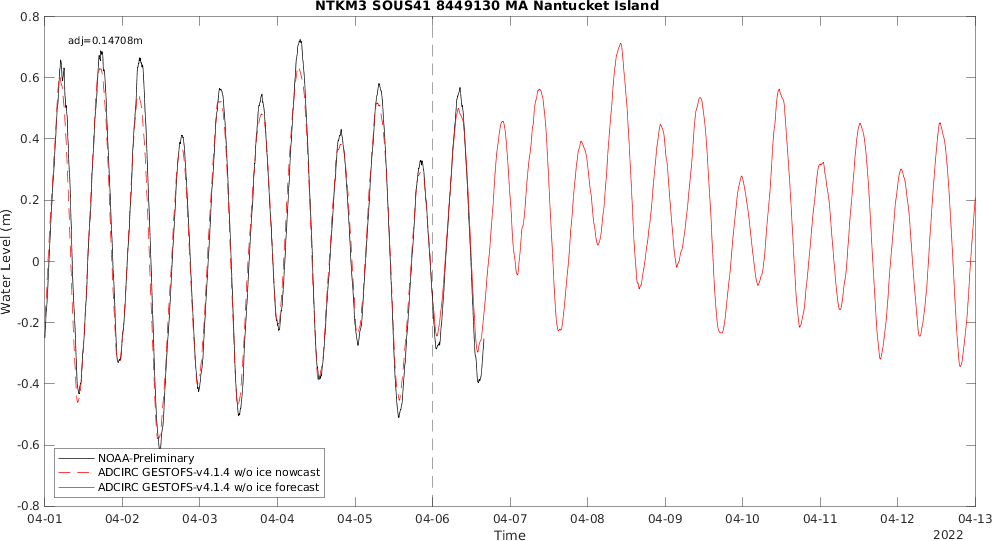 NTKM3 SOUS41 8449130 MA Nantucket Island
adj=0.14708m
0.8
0.6
0.4
0.2
0
-0.2
-0.4
-0.6
-0.8
Water Level (m)
NOAA-Preliminary
ADCIRC GESTOFS-v4.1.4 w/o ice nowcast
ADCIRC GESTOFS-v4.1.4 w/o ice forecast
04-01 04-02 04-03 04-04 04-05 04-06 04-07 04-08 04-09 04-10 04-11 04-12 04-13
Time
2022